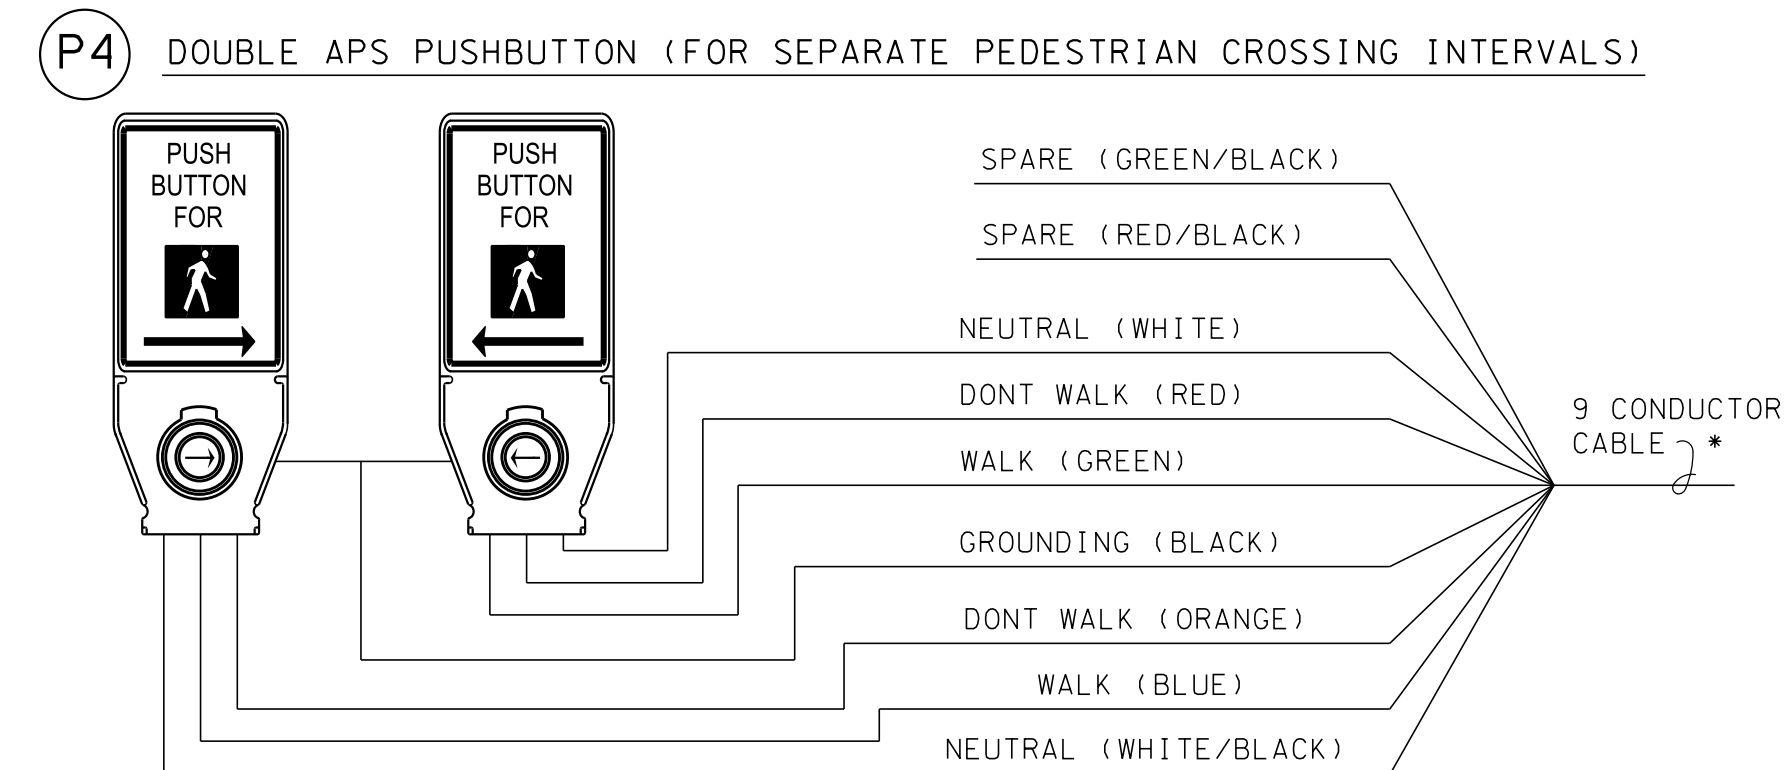 P4 DOUBLE APS PUSHBUTTON (FOR SEPARATE PEDESTRIAN CROSSING INTERVALS)
PUSH
BUTTON
FOR
PUSH
BUTTON
FOR
SPARE (GREEN/BLACK)
SPARE (RED/BLACK)
NEUTRAL (WHITE)
DONT WALK (RED)
WALK (GREEN)
GROUNDING (BLACK)
DONT WALK (ORANGE)
WALK (BLUE)
NEUTRAL (WHITE/BLACK)
9 CONDUCTOR
CABLE *